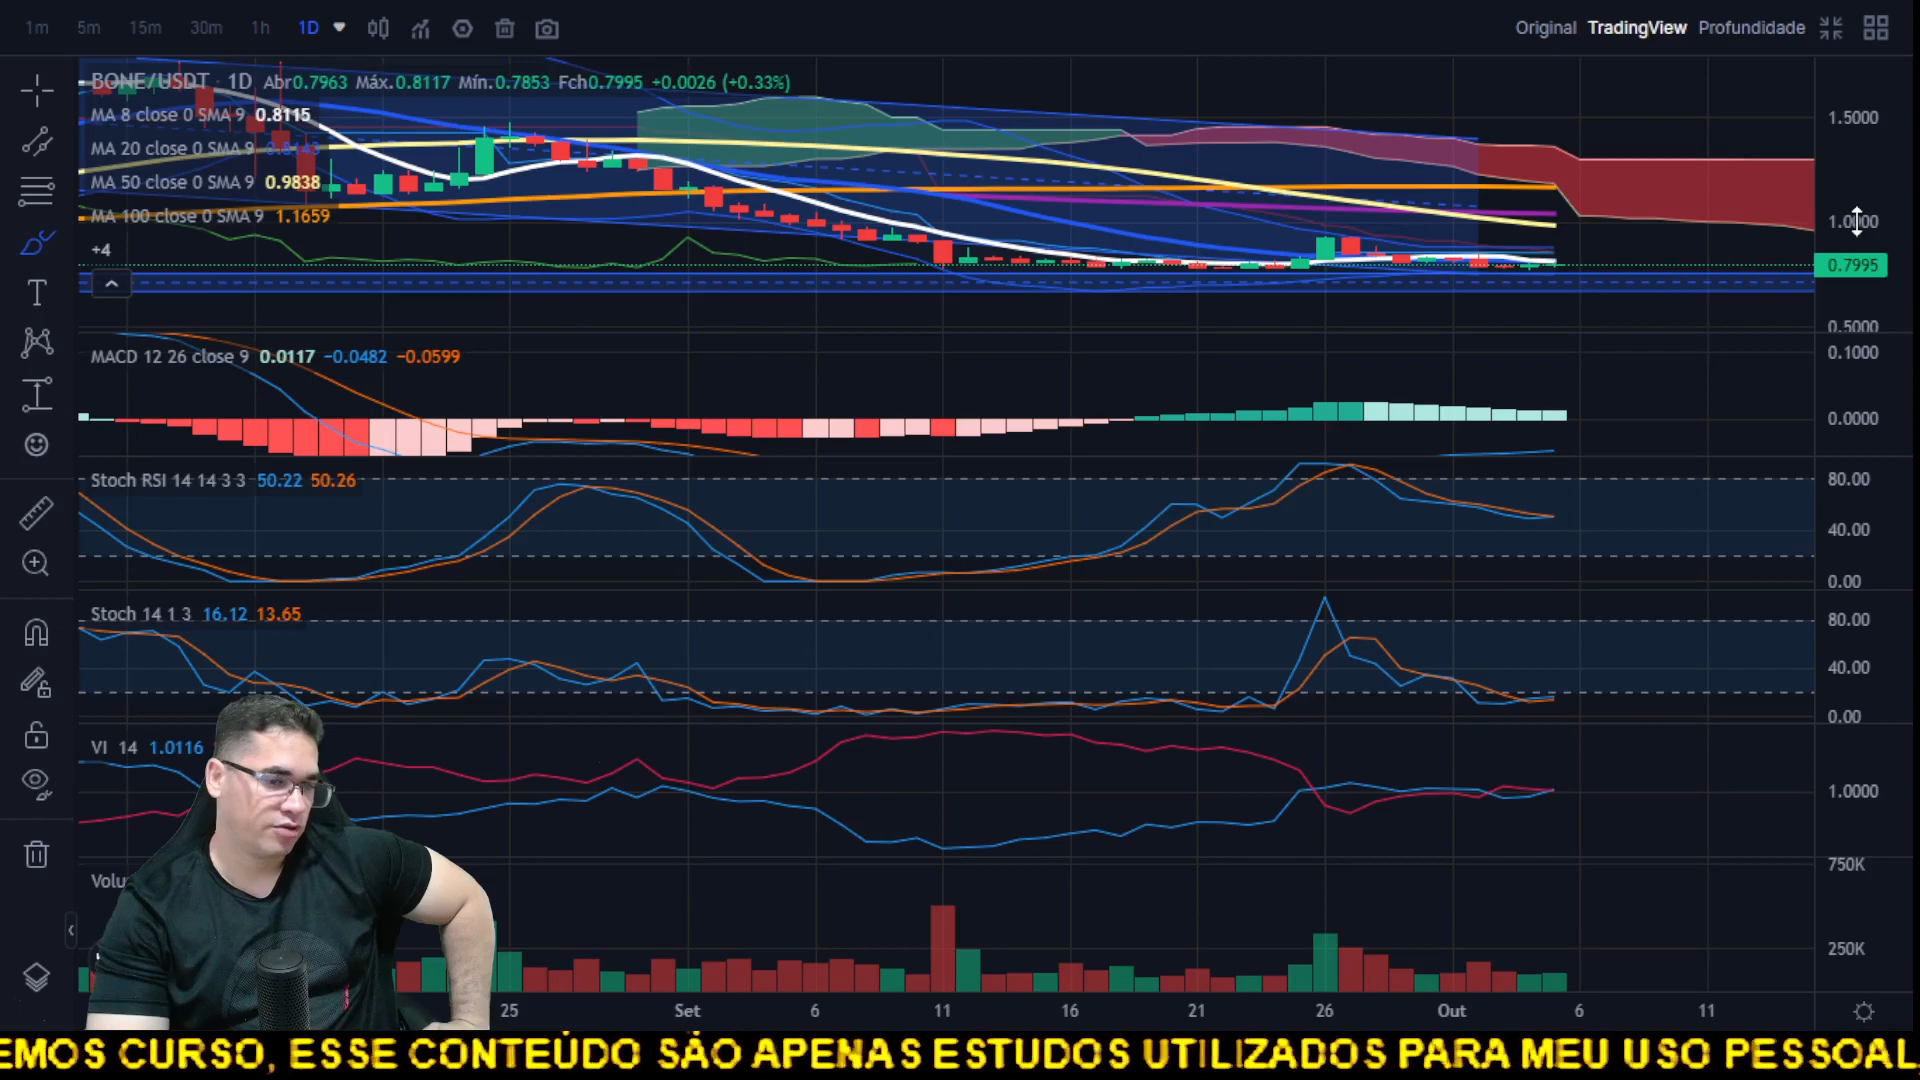 1m 5m 15m 30m 1h 1D Original TradingView Profundidade
BONE/USDT · 1D Abr0.7963 Máx.0.8117 Mín.0.7853 Fch0.7995 +0.0026 (+0.33%)
MA 8 close 0 SMA 9 0.8115
MA 20 close 0 SMA 9
MA 50 close 0 SMA 9 0.9838
MA 100 close 0 SMA 9 1.1659
+4
1.5000
1.0000
0.7995
0.5000
MACD 12 26 close 9 0.0117 −0.0482 −0.0599
0.1000
0.0000
Stoch RSI 14 14 3 3 50.22 50.26
80.00
40.00
0.00
Stoch 14 1 3 16.12 13.65
80.00
40.00
0.00
VI 14 1.0116
1.0000
Volu
750K
250K
25 Set 6 11 16 21 26 Out 6 11
EMOS CURSO, ESSE CONTEÚDO SÃO APENAS ESTUDOS UTILIZADOS PARA MEU USO PESSOAL,